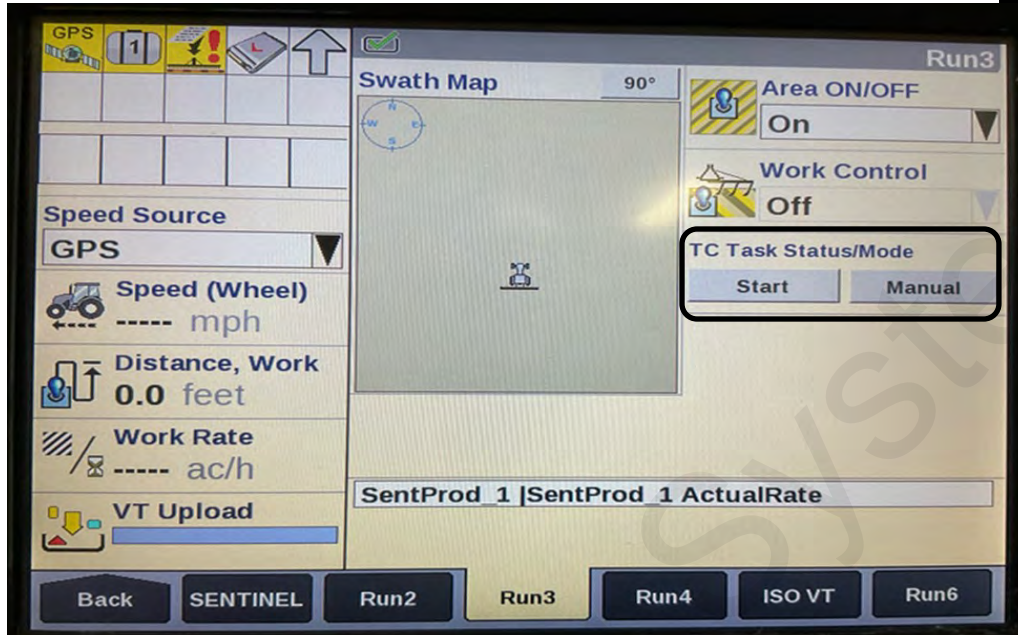 GPS
1
L
Run3
Swath Map
90°
N
W
E
S
Area ON/OFF
On
Work Control
Off
TC Task Status/Mode
Start
Manual
Speed Source
GPS
Speed (Wheel)
----- mph
Distance, Work
0.0 feet
Work Rate
----- ac/h
VT Upload
SentProd_1 |SentProd_1 ActualRate
Back
SENTINEL
Run2
Run3
Run4
ISO VT
Run6